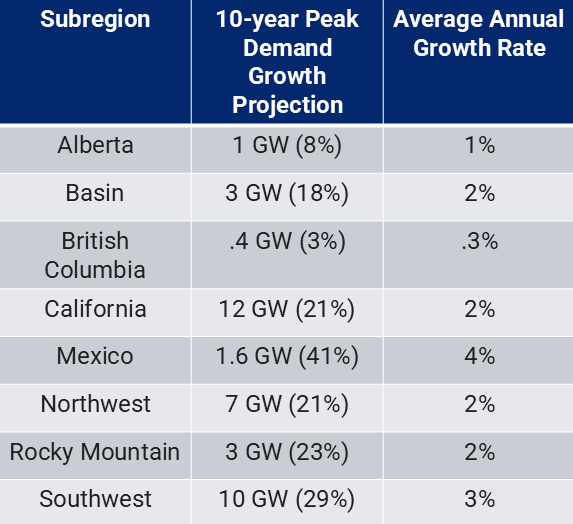 Subregion 10-year Peak Average Annual
Demand Growth Rate
Growth
Projection
Alberta 1 GW (8%) 1%
Basin 3 GW (18%) 2%
British .4 GW (3%) .3%
Columbia
California 12 GW (21%) 2%
Mexico 1.6 GW (41%) 4%
Northwest 7 GW (21%) 2%
Rocky Mountain 3 GW (23%) 2%
Southwest 10 GW (29%) 3%